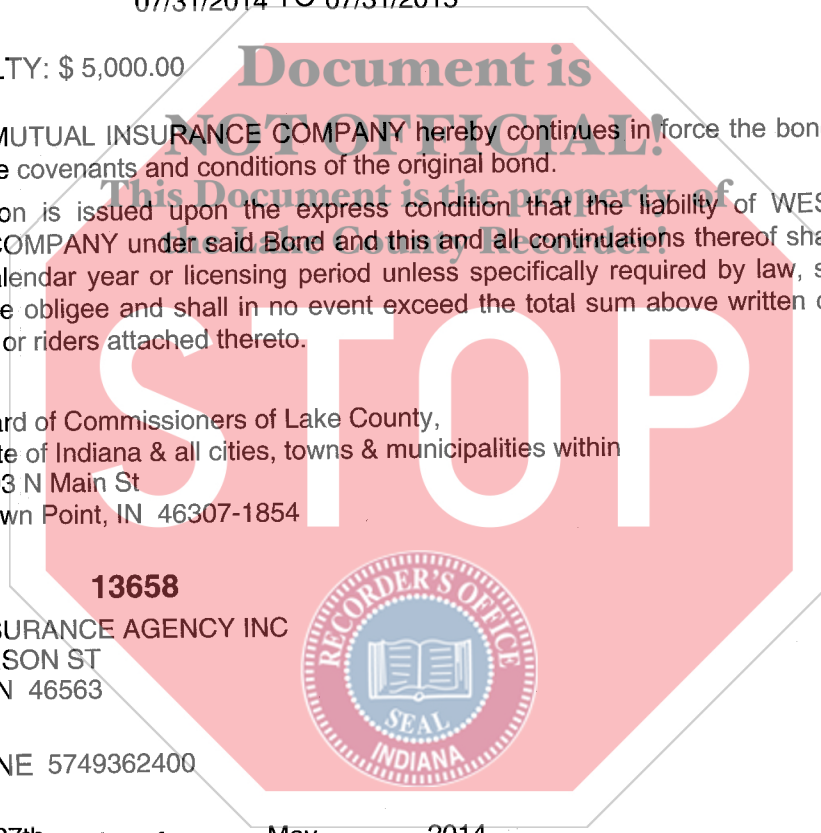 07/31/2014 TO 07/31/2015
LTY: $ 5,000.00
Document is
NOT OFFICIAL!
MUTUAL INSURANCE COMPANY hereby continues in force the bon
e covenants and conditions of the original bond.
This Document is the property of
the Lake County Recorder!
on is issued upon the express condition that the liability of WES
COMPANY under said Bond and this and all continuations thereof sha
alendar year or licensing period unless specifically required by law, s
e obligee and shall in no event exceed the total sum above written o
or riders attached thereto.
STOP
ard of Commissioners of Lake County,
te of Indiana & all cities, towns & municipalities within
3 N Main St
wn Point, IN 46307-1854
13658
SURANCE AGENCY INC
SON ST
N 46563
NE 5749362400
RECORDER'S OFFICE
SEAL
INDIANA
27th May 2014